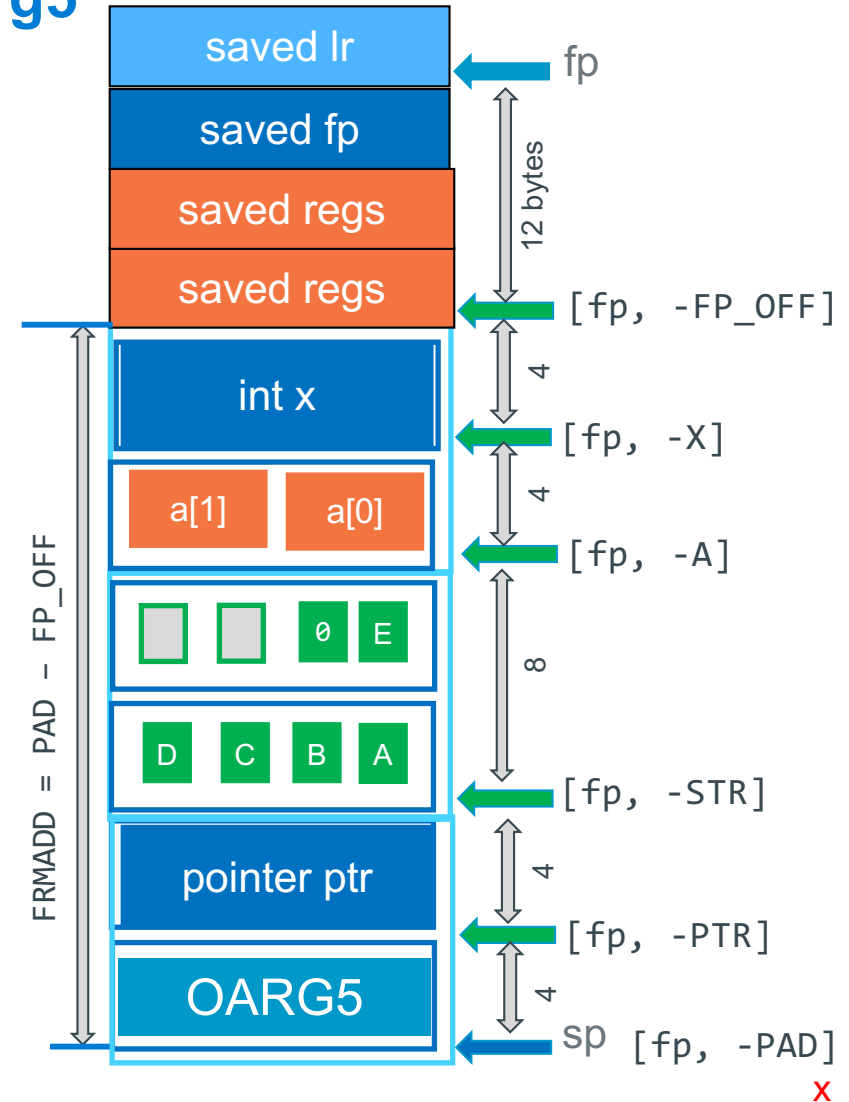 g5
saved lr
fp
saved fp
12 bytes
saved regs
saved regs
[fp, -FP_OFF]
int x
4
[fp, -X]
a[1] a[0]
4
[fp, -A]
FRMADD = PAD - FP_OFF
0 E
8
D C B A
[fp, -STR]
pointer ptr
4
[fp, -PTR]
OARG5
4
sp [fp, -PAD]
x